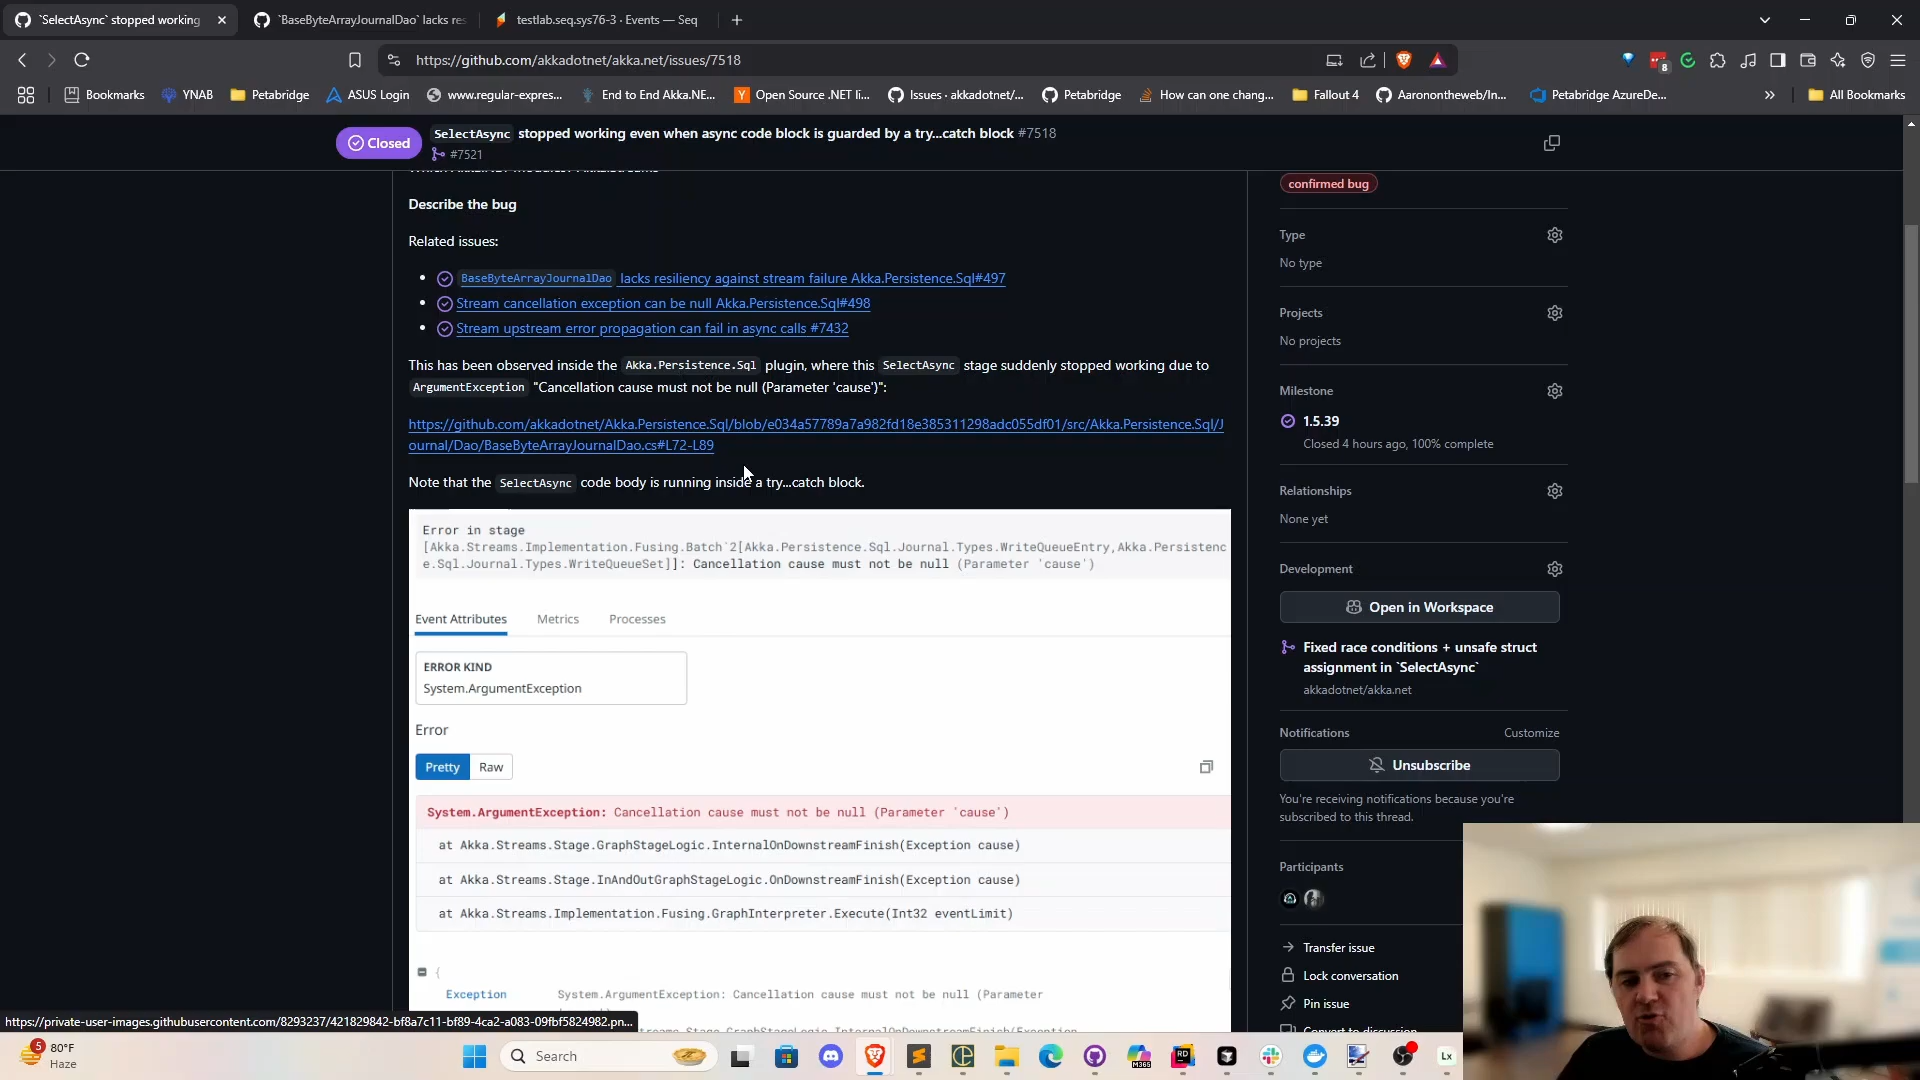 `SelectAsync` stopped working
`BaseByteArrayJournalDao` lacks res
testlab.seq.sys76-3 · Events — Seq
https://github.com/akkadotnet/akka.net/issues/7518
8
Bookmarks
YNAB
Petabridge
ASUS Login
www.regular-expres...
End to End Akka.NE...
Open Source .NET li...
Issues · akkadotnet/...
Petabridge
How can one chang...
Fallout 4
Aaronontheweb/In...
Petabridge AzureDe...
All Bookmarks
Closed
SelectAsync stopped working even when async code block is guarded by a try...catch block #7518
#7521
Describe the bug
Related issues:
BaseByteArrayJournalDao lacks resiliency against stream failure Akka.Persistence.Sql#497
Stream cancellation exception can be null Akka.Persistence.Sql#498
Stream upstream error propagation can fail in async calls #7432
This has been observed inside the Akka.Persistence.Sql plugin, where this SelectAsync stage suddenly stopped working due to
ArgumentException "Cancellation cause must not be null (Parameter 'cause')":
https://github.com/akkadotnet/Akka.Persistence.Sql/blob/e034a57789a7a982fd18e385311298adc055df01/src/Akka.Persistence.Sql/J
ournal/Dao/BaseByteArrayJournalDao.cs#L72-L89
Note that the SelectAsync code body is running inside a try...catch block.
Error in stage
[Akka.Streams.Implementation.Fusing.Batch`2[Akka.Persistence.Sql.Journal.Types.WriteQueueEntry,Akka.Persistenc
e.Sql.Journal.Types.WriteQueueSet]]: Cancellation cause must not be null (Parameter 'cause')
Event Attributes
Metrics
Processes
ERROR KIND
System.ArgumentException
Error
Pretty
Raw
System.ArgumentException: Cancellation cause must not be null (Parameter 'cause')
at Akka.Streams.Stage.GraphStageLogic.InternalOnDownstreamFinish(Exception cause)
at Akka.Streams.Stage.InAndOutGraphStageLogic.OnDownstreamFinish(Exception cause)
at Akka.Streams.Implementation.Fusing.GraphInterpreter.Execute(Int32 eventLimit)
{
Exception
System.ArgumentException: Cancellation cause must not be null (Parameter
confirmed bug
Type
No type
Projects
No projects
Milestone
1.5.39
Closed 4 hours ago, 100% complete
Relationships
None yet
Development
Open in Workspace
Fixed race conditions + unsafe struct
assignment in `SelectAsync`
akkadotnet/akka.net
Notifications
Customize
Unsubscribe
You're receiving notifications because you're
subscribed to this thread.
Participants
Transfer issue
Lock conversation
Pin issue
Convert to discussion
https://private-user-images.githubusercontent.com/8293237/421829842-bf8a7c11-bf89-4ca2-a083-09fbf5824982.pn...
5
80°F
Haze
Search
M365
RD
Lx